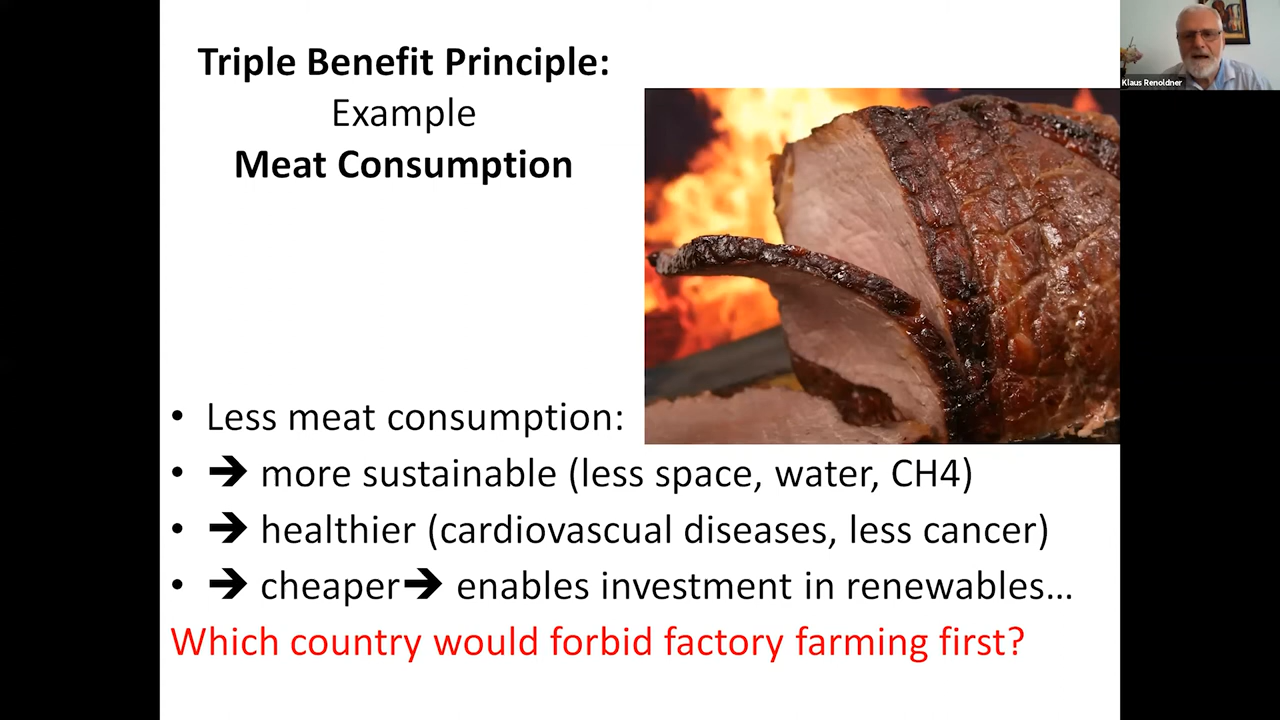 Triple Benefit Principle:
Example
Meat Consumption
Klaus Renoldner
• Less meat consumption:
• ➔ more sustainable (less space, water, CH4)
• ➔ healthier (cardiovascual diseases, less cancer)
• ➔ cheaper➔ enables investment in renewables…
Which country would forbid factory farming first?